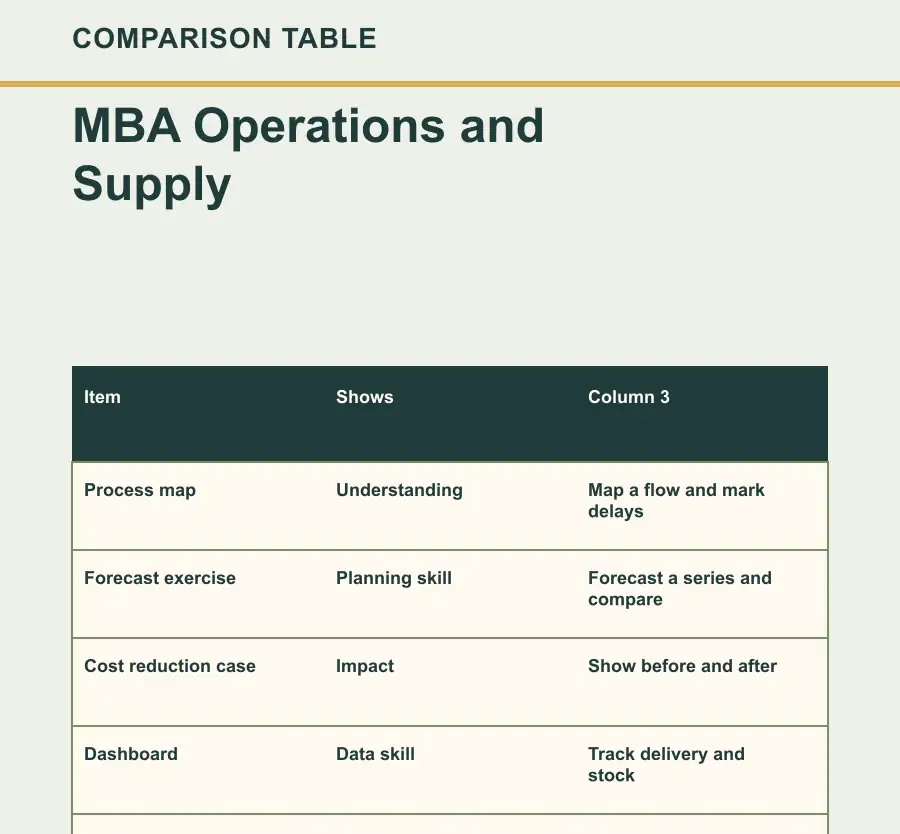 COMPARISON TABLE
MBA Operations and
Supply
Item Shows Column 3
Process map Understanding Map a flow and mark
delays
Forecast exercise Planning skill Forecast a series and
compare
Cost reduction case Impact Show before and after
Dashboard Data skill Track delivery and
stock